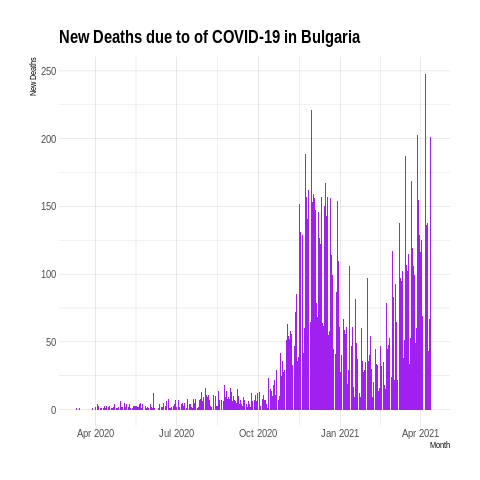 New Deaths due to of COVID-19 in Bulgaria
New Deaths
250
200
150
100
50
0
Apr 2020 Jul 2020 Oct 2020 Jan 2021 Apr 2021
Month